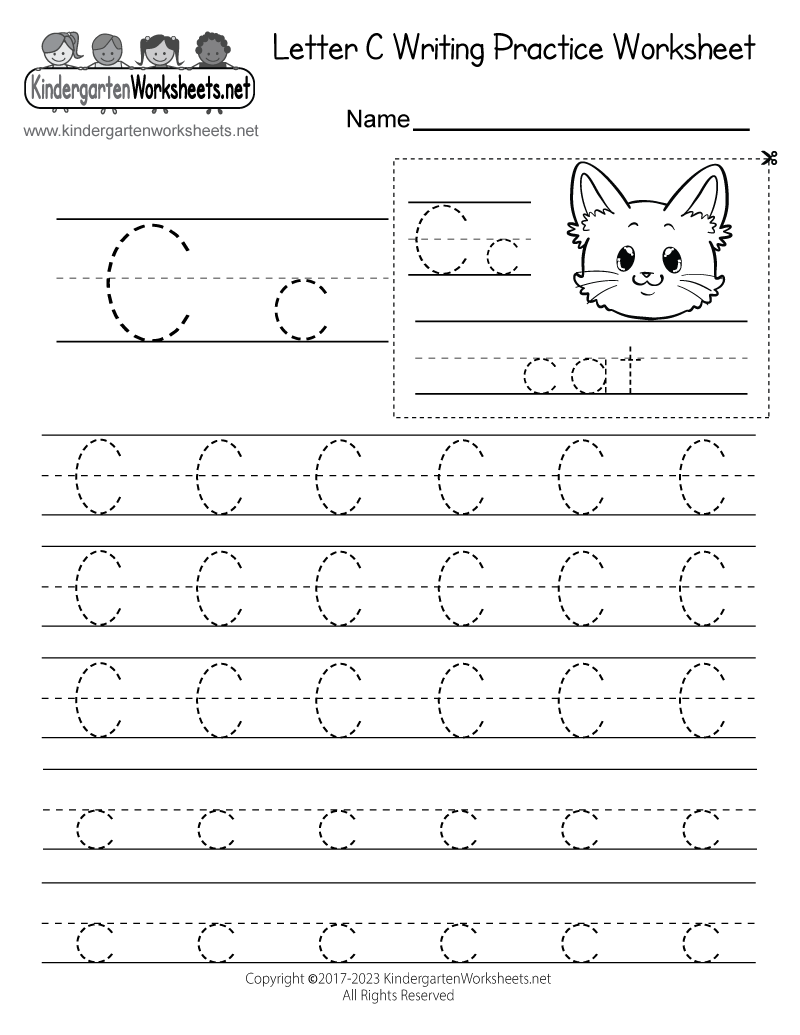 Letter C Writing Practice Worksheet
KindergartenWorksheets.net
www.kindergartenworksheets.net
Name
C c
C c
cat
C C C C C C
C C C C C C
C C C C C C
c c c c c c
c c c c c c
Copyright ©2017-2023 KindergartenWorksheets.net
All Rights Reserved